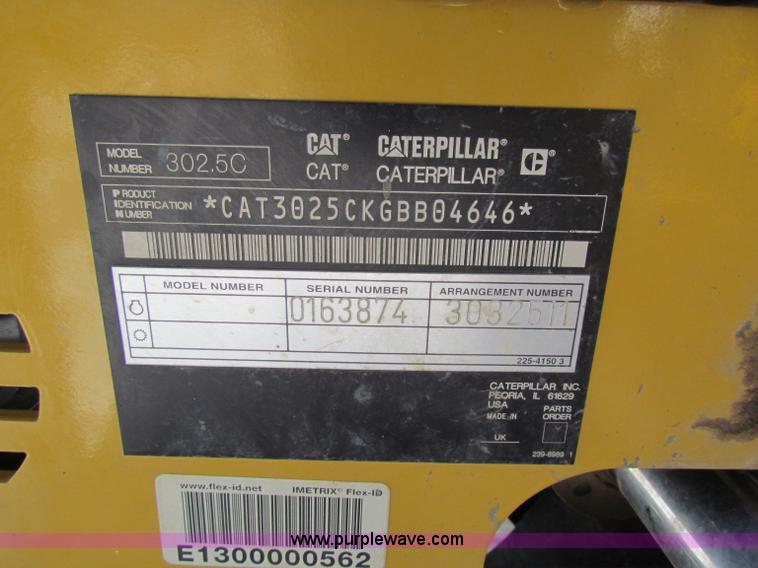 MODEL NUMBER 302.5C
CAT® CATERPILLAR®
CAT® CATERPILLAR® C
PRODUCT IDENTIFICATION NUMBER *CAT3025CKGBB04646*
MODEL NUMBER SERIAL NUMBER ARRANGEMENT NUMBER
0163874 3032511
225-4150 3
CATERPILLAR INC.
PEORIA, IL 61629
USA
MADE IN PARTS ORDER
UK
239-6989 1
www.flex-id.net IMETRIX® Flex-ID
E1300000562
www.purplewave.com